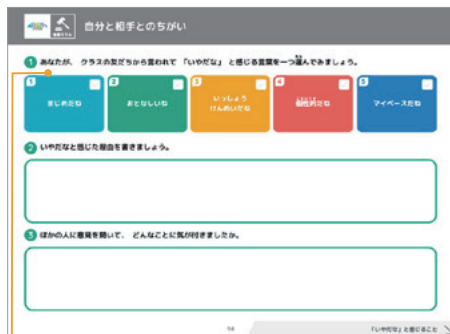 自分と相手とのちがい
1 あなたが、クラスの友だちから言われて「いやだな」と感じる言葉を一つ選んでみましょう。
1
まじめだね
2
おとなしいね
3
いっしょう
けんめいだね
4
個性的だね
5
マイペースだね
2 いやだなと感じた理由を書きましょう。
3 ほかの人に意見を聞いて、どんなことに気が付きましたか。
「いやだな」と感じること